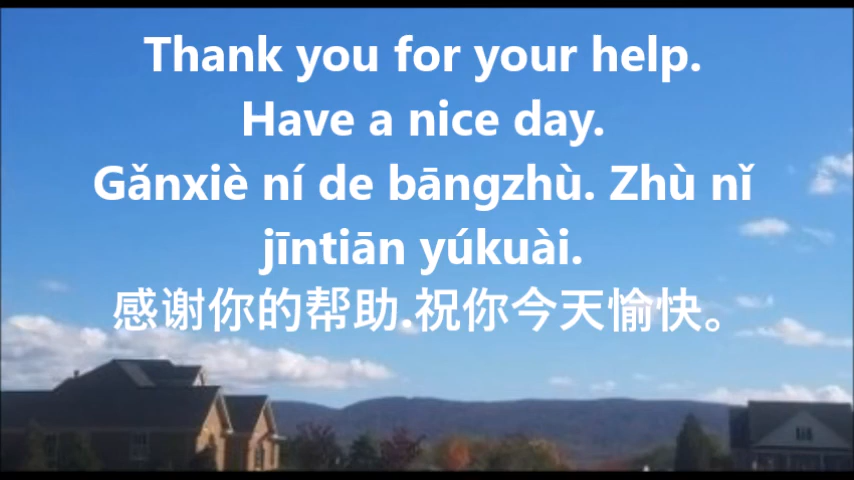 Thank you for your help.
Have a nice day.
Gǎnxiè ní de bāngzhù. Zhù nǐ
jīntiān yúkuài.
感谢你的帮助.祝你今天愉快。